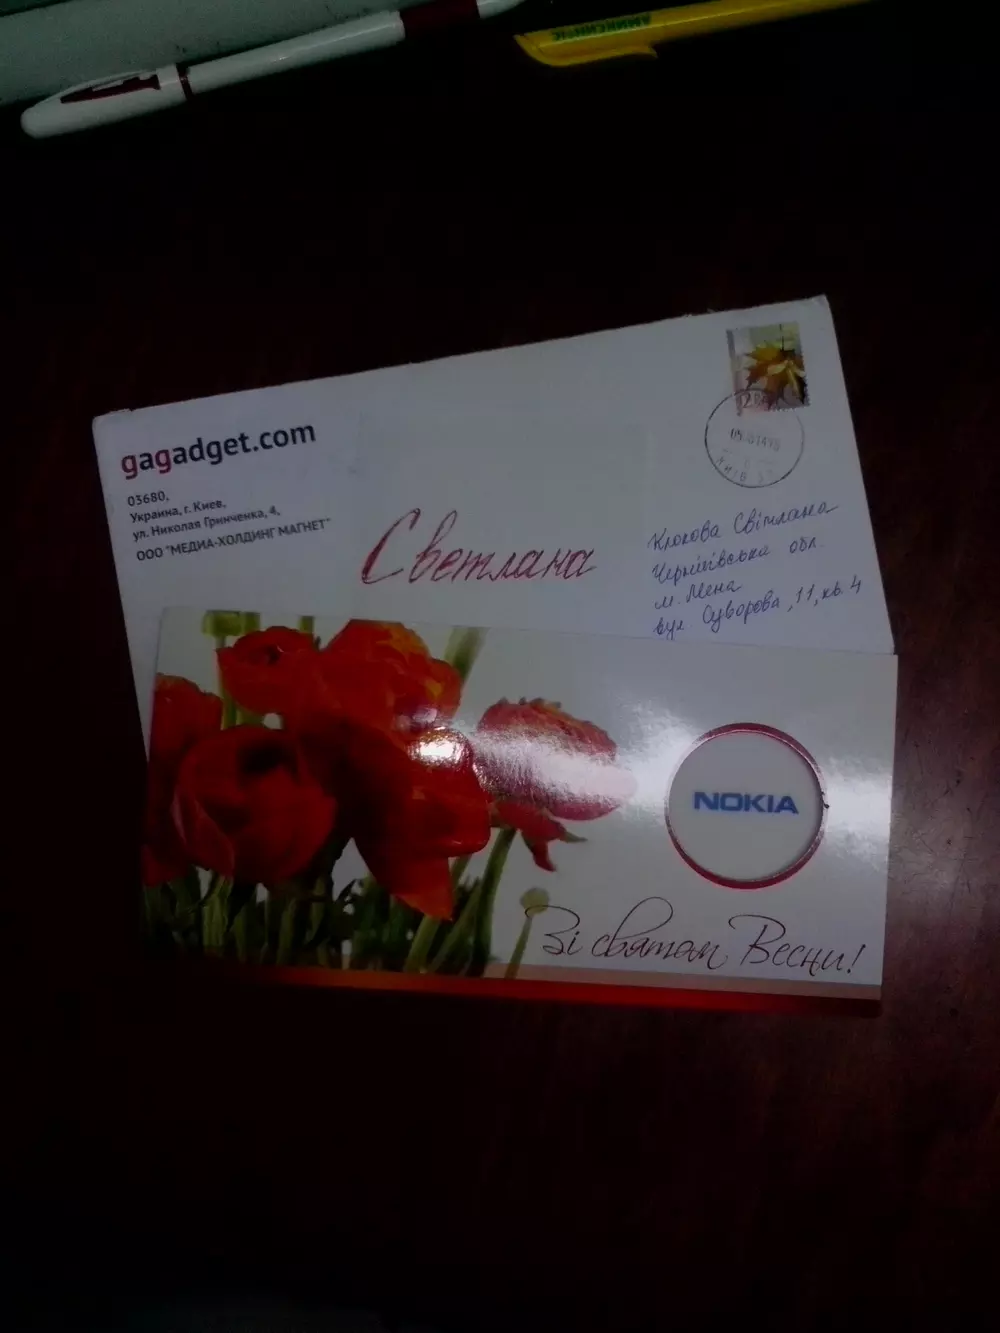 gagadget.com
03680,
Украина, г. Киев,
ул. Николая Гринченка, 4,
ООО "МЕДИА-ХОЛДИНГ МАГНЕТ"
Светлана
КИЇВ
Клокова Світлана
Чернігівська обл.
м. Мена
вул Суворова, 11, кв. 4
NOKIA
Зі святом Весни!